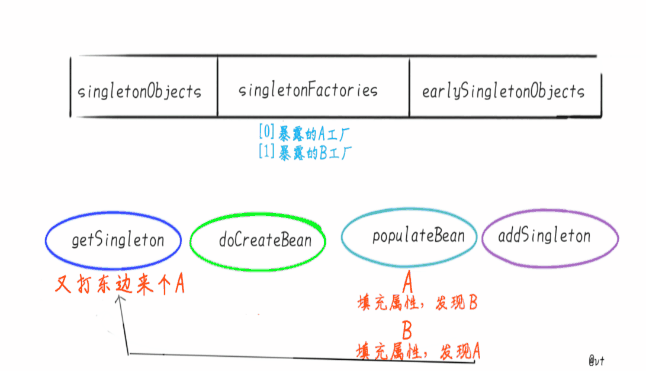 singletonObjects singletonFactories earlySingletonObjects
[0]暴露的A工厂
[1]暴露的B工厂
getSingleton doCreateBean populateBean addSingleton
又打东边来个A
A
填充属性，发现B
B
填充属性，发现A
@vt